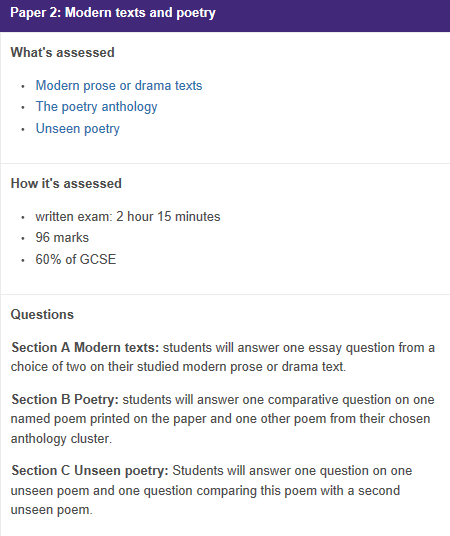 Paper 2: Modern texts and poetry
What's assessed
• Modern prose or drama texts
• The poetry anthology
• Unseen poetry
How it's assessed
• written exam: 2 hour 15 minutes
• 96 marks
• 60% of GCSE
Questions
Section A Modern texts: students will answer one essay question from a
choice of two on their studied modern prose or drama text.
Section B Poetry: students will answer one comparative question on one
named poem printed on the paper and one other poem from their chosen
anthology cluster.
Section C Unseen poetry: Students will answer one question on one
unseen poem and one question comparing this poem with a second
unseen poem.